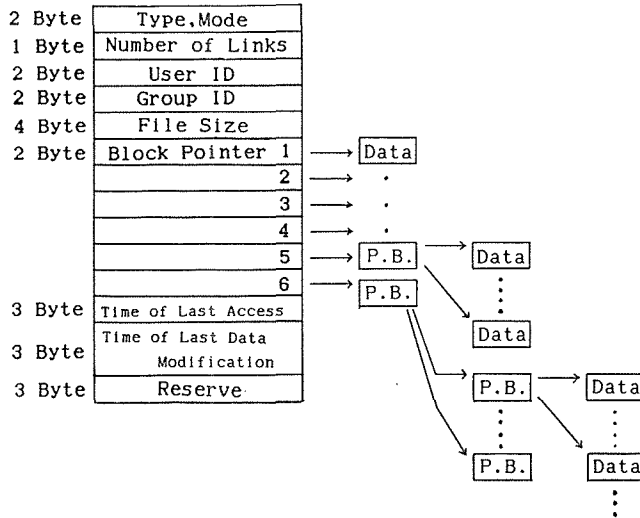 2 Byte Type,Mode
1 Byte Number of Links
2 Byte User ID
2 Byte Group ID
4 Byte File Size
2 Byte Block Pointer 1 Data
2
3
4
5 P.B. Data
6 P.B.
Data
3 Byte Time of Last Access
3 Byte Time of Last Data
Modification
3 Byte Reserve
P.B. Data
P.B. Data